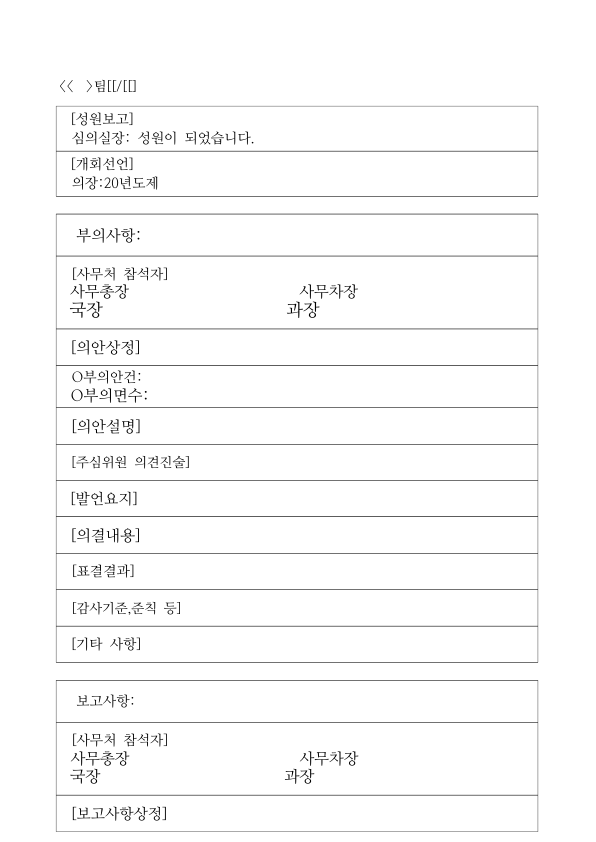 〈〈 〉팀[[/[[]
[성원보고]
심의실장: 성원이 되었습니다.
[개회선언]
의장:20년도제
부의사항:
[사무처 참석자]
사무총장 사무차장
국장 과장
[의안상정]
O부의안건:
O부의면수:
[의안설명]
[주심위원 의견진술]
[발언요지]
[의결내용]
[표결결과]
[감사기준,준칙 등]
[기타 사항]
보고사항:
[사무처 참석자]
사무총장 사무차장
국장 과장
[보고사항상정]